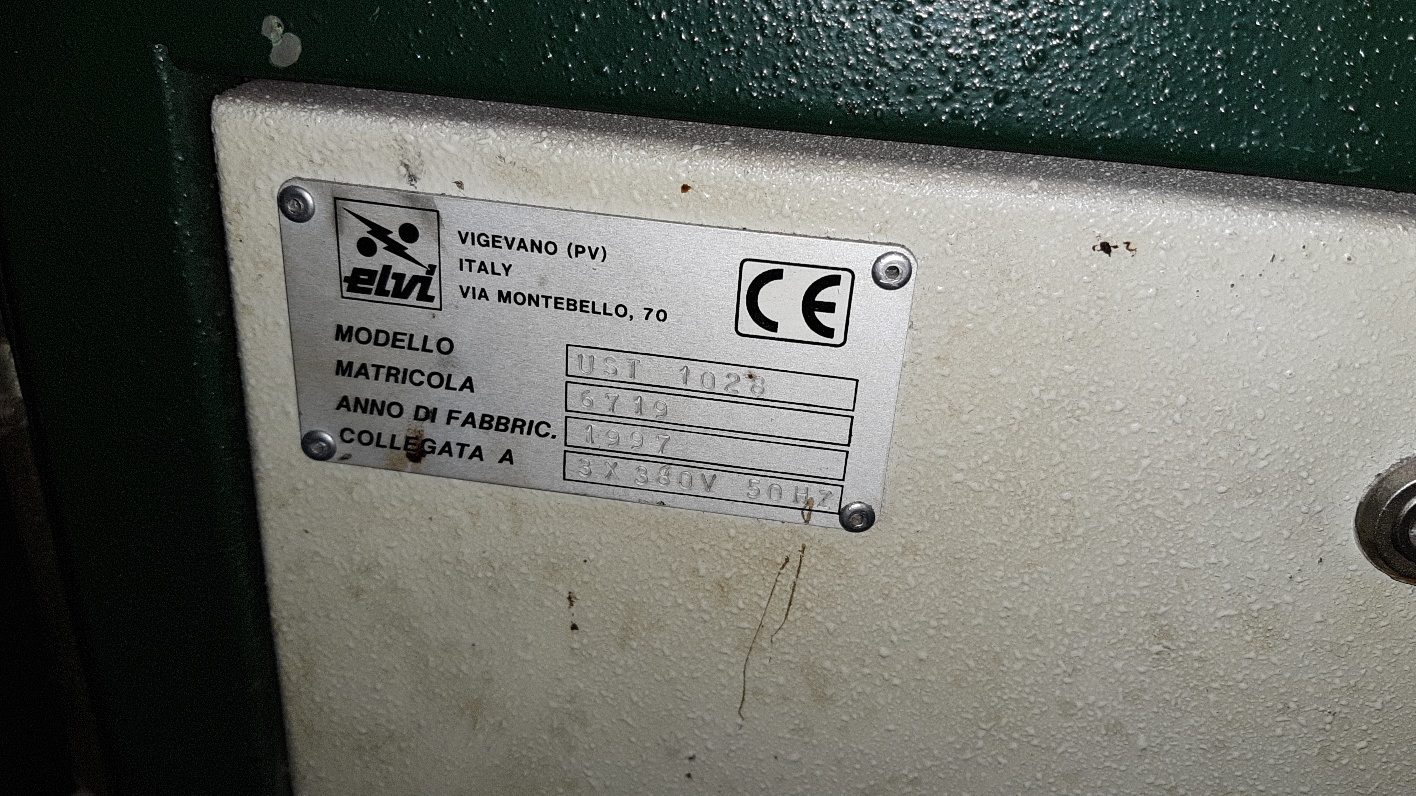 elvi
VIGEVANO (PV)
ITALY
VIA MONTEBELLO, 70
CE
MODELLO UST 1028
MATRICOLA 6719
ANNO DI FABBRIC. 1997
COLLEGATA A 3X380V 50HZ